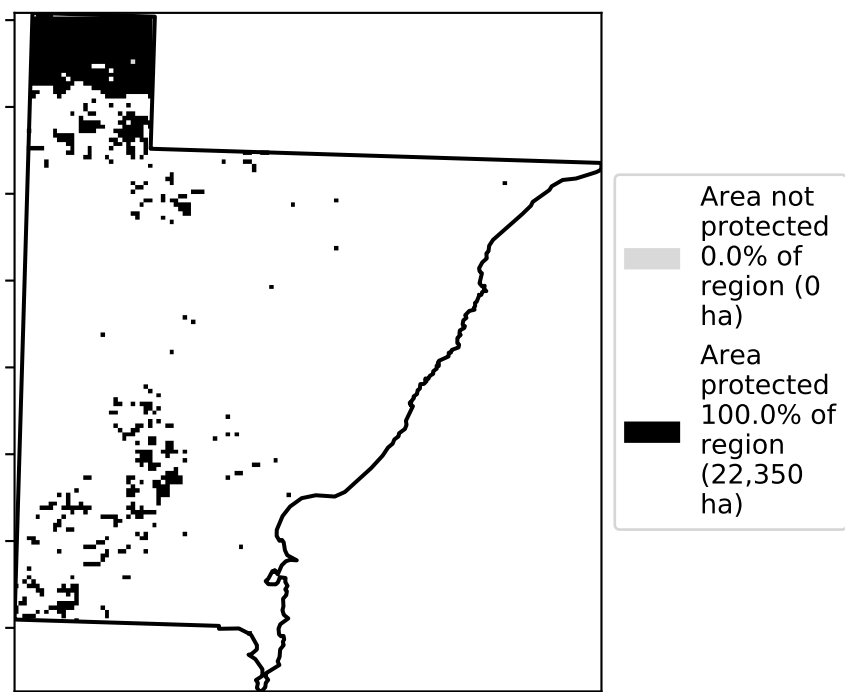 Area not
protected
0.0% of
region (0
ha)
Area
protected
100.0% of
region
(22,350
ha)